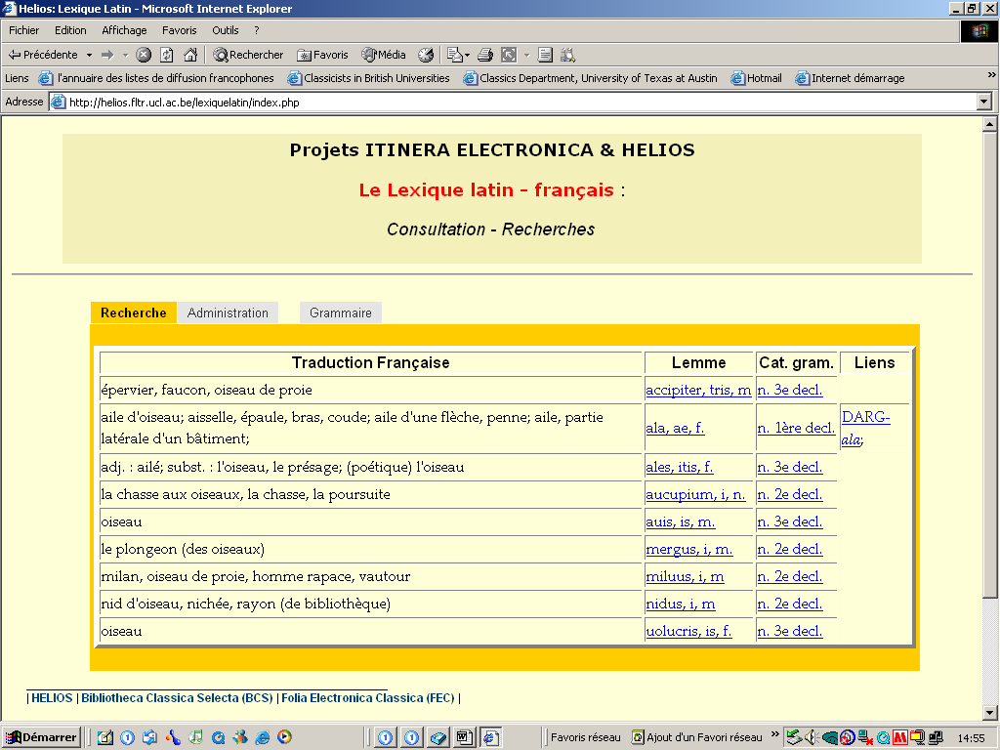 Helios: Lexique Latin - Microsoft Internet Explorer
Fichier Edition Affichage Favoris Outils ?
Précédente Rechercher Favoris Média
Liens l'annuaire des listes de diffusion francophones Classicists in British Universities Classics Department, University of Texas at Austin Hotmail Internet démarrage »
Adresse http://helios.fltr.ucl.ac.be/lexiquelatin/index.php
Projets ITINERA ELECTRONICA & HELIOS
Le Lexique latin - français :
Consultation - Recherches
Recherche Administration Grammaire
Traduction Française Lemme Cat. gram. Liens
épervier, faucon, oiseau de proie accipiter, tris, m n. 3e decl.
aile d'oiseau; aisselle, épaule, bras, coude; aile d'une flèche, penne; aile, partie
latérale d'un bâtiment; ala, ae, f. n. 1ère decl. DARG-
ala;
adj. : ailé; subst. : l'oiseau, le présage; (poétique) l'oiseau ales, itis, f. n. 3e decl.
la chasse aux oiseaux, la chasse, la poursuite aucupium, i, n. n. 2e decl.
oiseau auis, is, m. n. 3e decl.
le plongeon (des oiseaux) mergus, i, m. n. 2e decl.
milan, oiseau de proie, homme rapace, vautour miluus, i, m n. 2e decl.
nid d'oiseau, nichée, rayon (de bibliothèque) nidus, i, m n. 2e decl.
oiseau uolucris, is, f. n. 3e decl.
| HELIOS | Bibliotheca Classica Selecta (BCS) | Folia Electronica Classica (FEC) |
Démarrer Favoris réseau Ajout d'un Favori réseau » 14:55